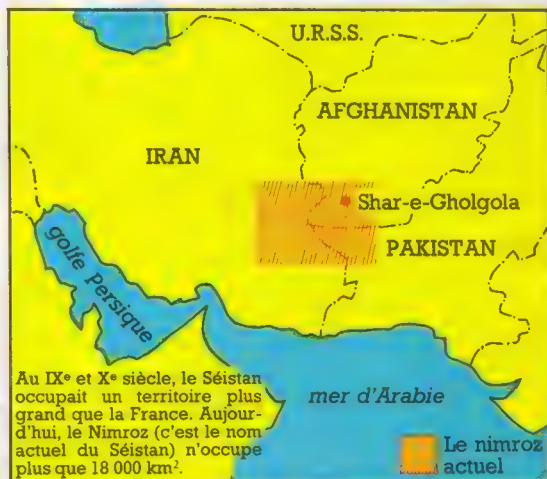 U.R.S.S.
AFGHANISTAN
IRAN
Shar-e-Gholgola
PAKISTAN
golfe Persique
Au IXᵉ et Xᵉ siècle, le Séistan
occupait un territoire plus
grand que la France. Aujour-
d'hui, le Nimroz (c'est le nom
actuel du Séistan) n'occupe
plus que 18 000 km².
mer d'Arabie
Le nimroz
actuel